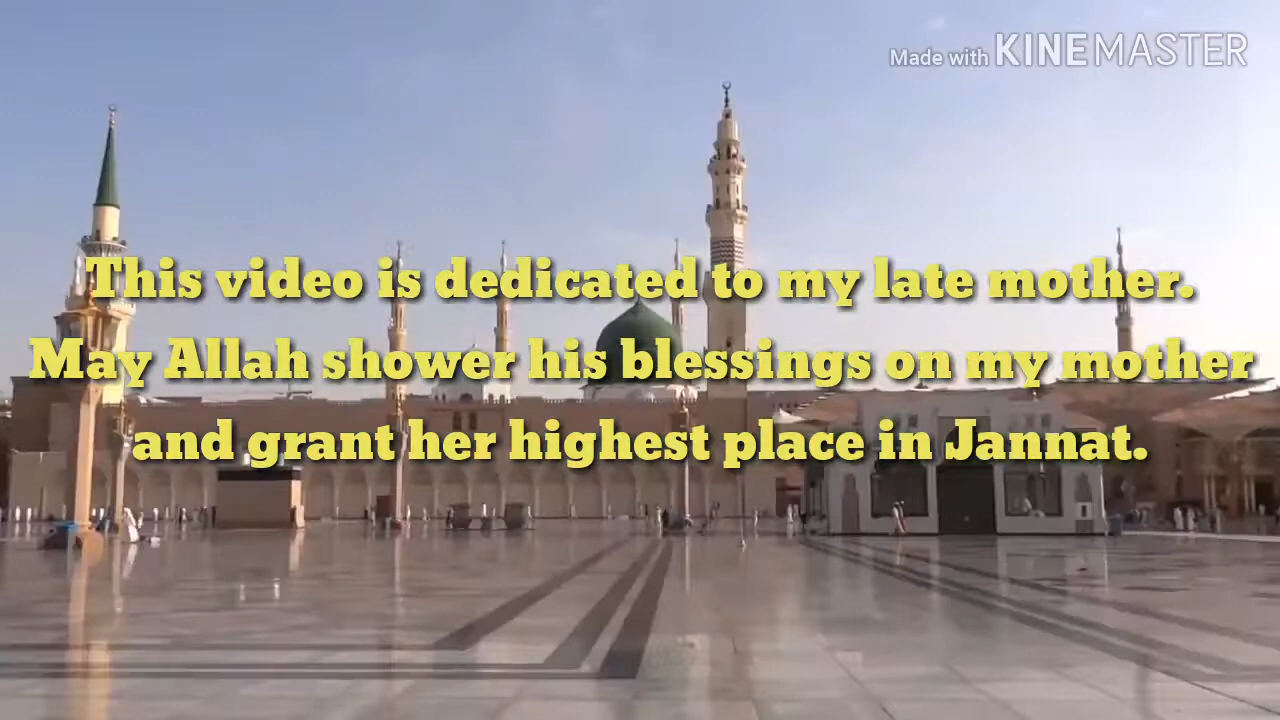 Made with KINEMASTER
This video is dedicated to my late mother.
May Allah shower his blessings on my mother
and grant her highest place in Jannat.